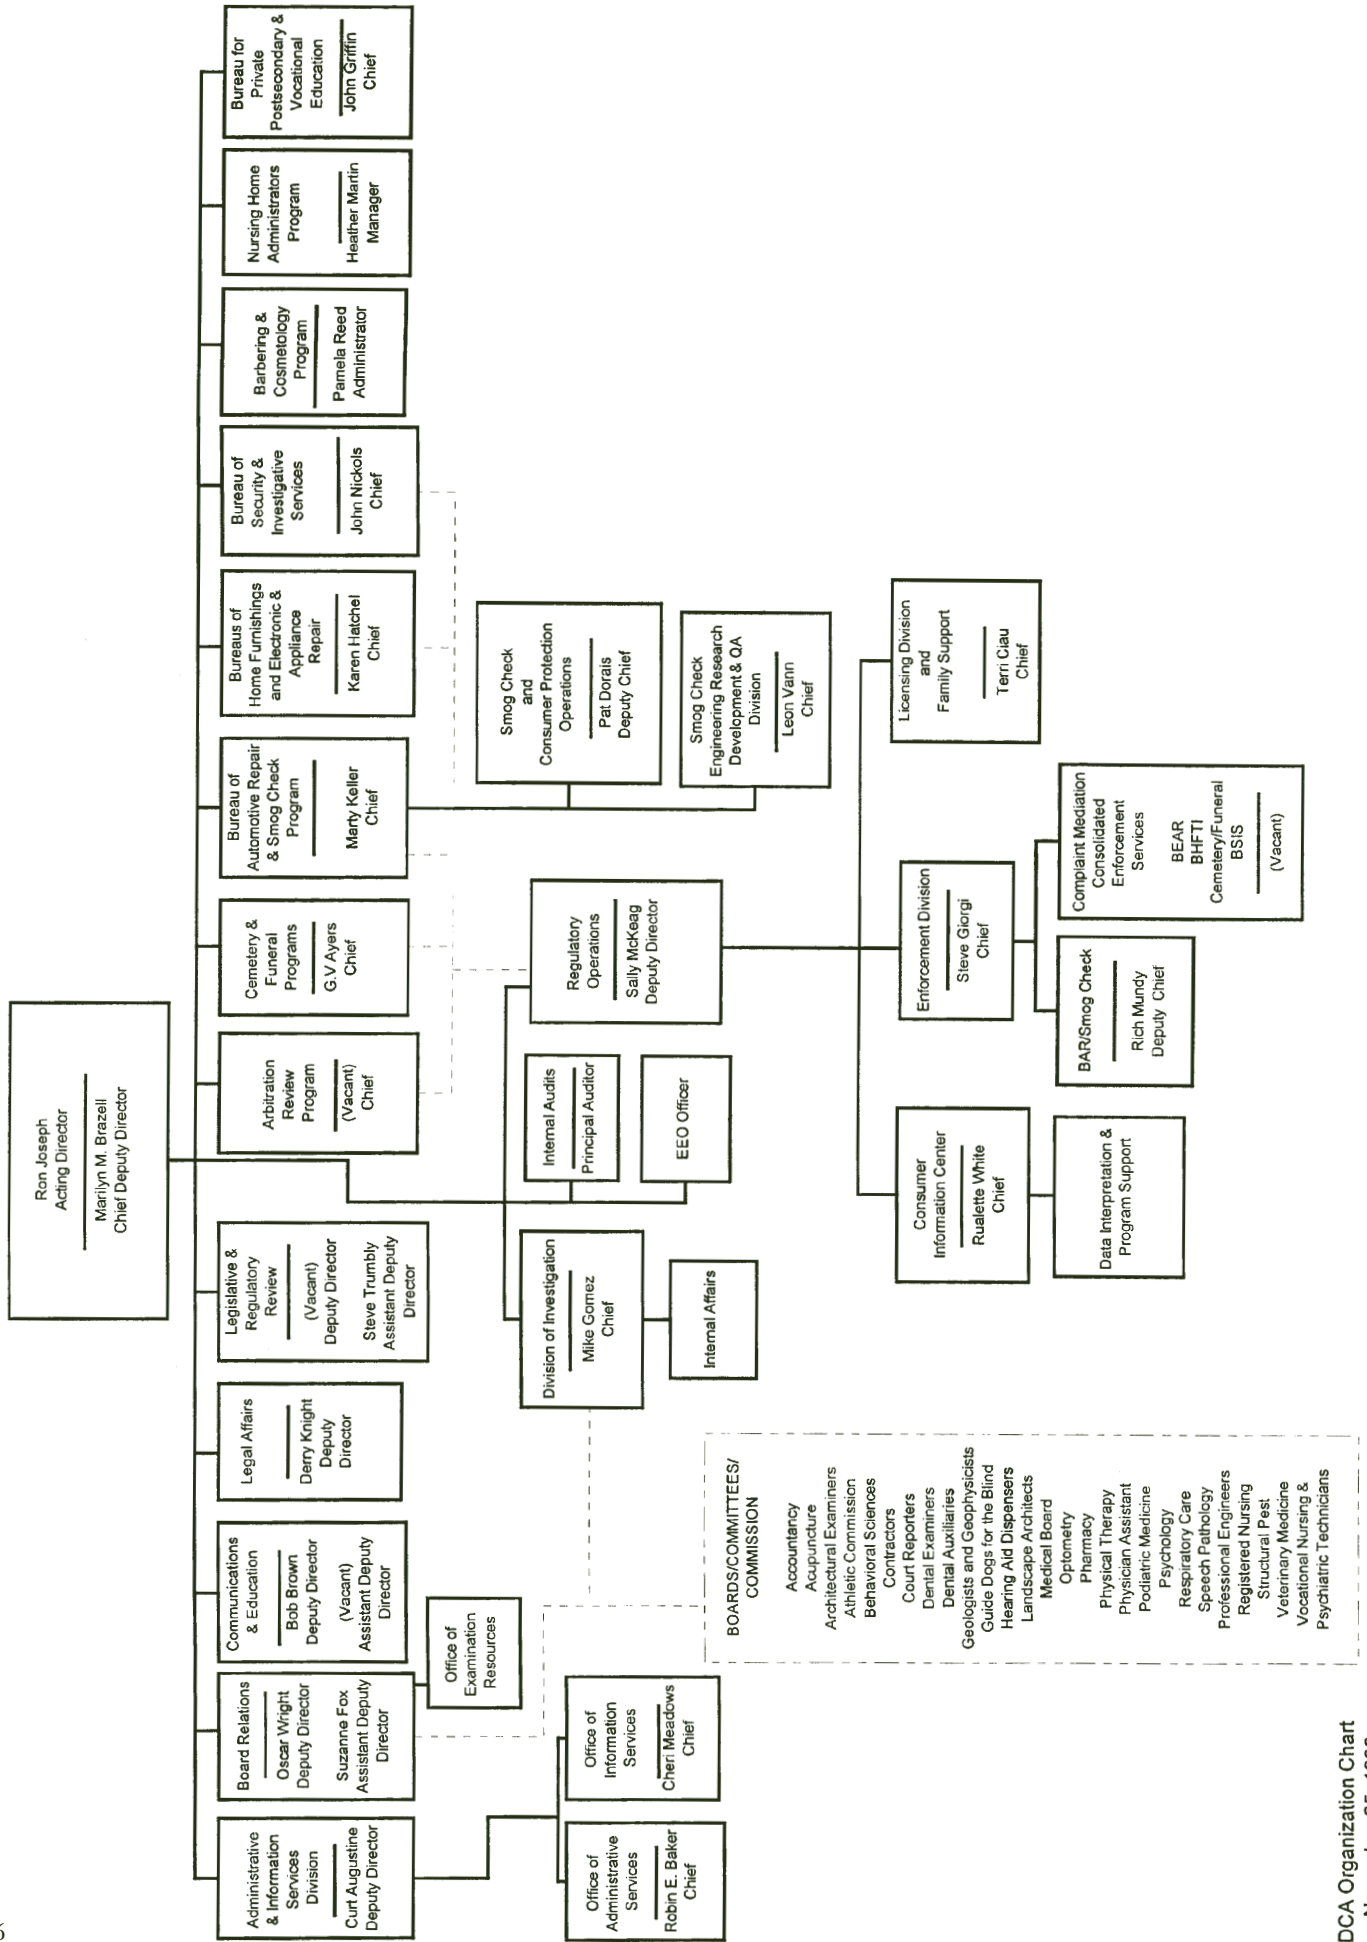 Ron Joseph
Acting Director
Marilyn M. Brazell
Chief Deputy Director
Administrative
& Information
Services
Division
Curt Augustine
Deputy Director
Board Relations
Oscar Wright
Deputy Director
Suzanne Fox
Assistant Deputy
Director
Communications
& Education
Bob Brown
Deputy Director
(Vacant)
Assistant Deputy
Director
Legal Affairs
Derry Knight
Deputy
Director
Legislative &
Regulatory
Review
(Vacant)
Deputy Director
Steve Trumbly
Assistant Deputy
Director
Arbitration
Review
Program
(Vacant)
Chief
Cemetery &
Funeral
Programs
G.V Ayers
Chief
Bureau of
Automotive Repair
& Smog Check
Program
Marty Keller
Chief
Bureaus of
Home Furnishings
and Electronic &
Appliance
Repair
Karen Hatchel
Chief
Bureau of
Security &
Investigative
Services
John Nickols
Chief
Barbering &
Cosmetology
Program
Pamela Reed
Administrator
Nursing Home
Administrators
Program
Heather Martin
Manager
Bureau for
Private
Postsecondary &
Vocational
Education
John Griffin
Chief
Office of
Examination
Resources
Office of
Administrative
Services
Robin E. Baker
Chief
Office of
Information
Services
Cheri Meadows
Chief
Division of Investigation
Mike Gomez
Chief
Internal Affairs
Internal Audits
Principal Auditor
EEO Officer
Regulatory
Operations
Sally McKeag
Deputy Director
Smog Check
and
Consumer Protection
Operations
Pat Dorais
Deputy Chief
Smog Check
Engineering Research
Development & QA
Division
Leon Vann
Chief
BOARDS/COMMITTEES/
COMMISSION
Accountancy
Acupuncture
Architectural Examiners
Athletic Commission
Behavioral Sciences
Contractors
Court Reporters
Dental Examiners
Dental Auxiliaries
Geologists and Geophysicists
Guide Dogs for the Blind
Hearing Aid Dispensers
Landscape Architects
Medical Board
Optometry
Pharmacy
Physical Therapy
Physician Assistant
Podiatric Medicine
Psychology
Respiratory Care
Speech Pathology
Professional Engineers
Registered Nursing
Structural Pest
Veterinary Medicine
Vocational Nursing &
Psychiatric Technicians
Consumer
Information Center
Rualette White
Chief
Data Interpretation &
Program Support
Enforcement Division
Steve Giorgi
Chief
BAR/Smog Check
Rich Mundy
Deputy Chief
Complaint Mediation
Consolidated
Enforcement
Services
BEAR
BHFTI
Cemetery/Funeral
BSIS
(Vacant)
Licensing Division
and
Family Support
Terri Ciau
Chief
DCA Organization Chart